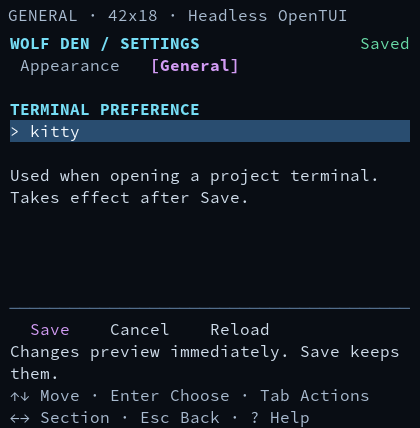 GENERAL · 42x18 · Headless OpenTUI
WOLF DEN / SETTINGS Saved
Appearance [General]
TERMINAL PREFERENCE
> kitty
Used when opening a project terminal.
Takes effect after Save.
Save Cancel Reload
Changes preview immediately. Save keeps
them.
↑↓ Move · Enter Choose · Tab Actions
←→ Section · Esc Back · ? Help